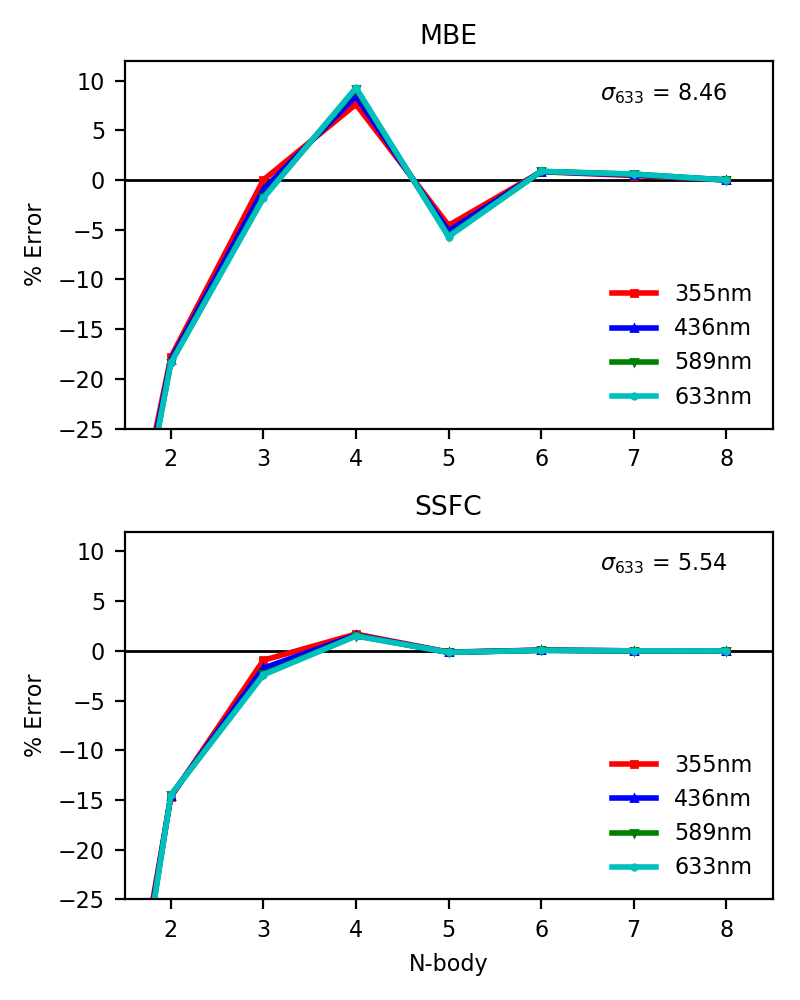 MBE
σ633 = 8.46
10
5
0
−5
−10
−15
−20
−25
% Error
355nm
436nm
589nm
633nm
2 3 4 5 6 7 8
SSFC
σ633 = 5.54
10
5
0
−5
−10
−15
−20
−25
% Error
355nm
436nm
589nm
633nm
2 3 4 5 6 7 8
N-body